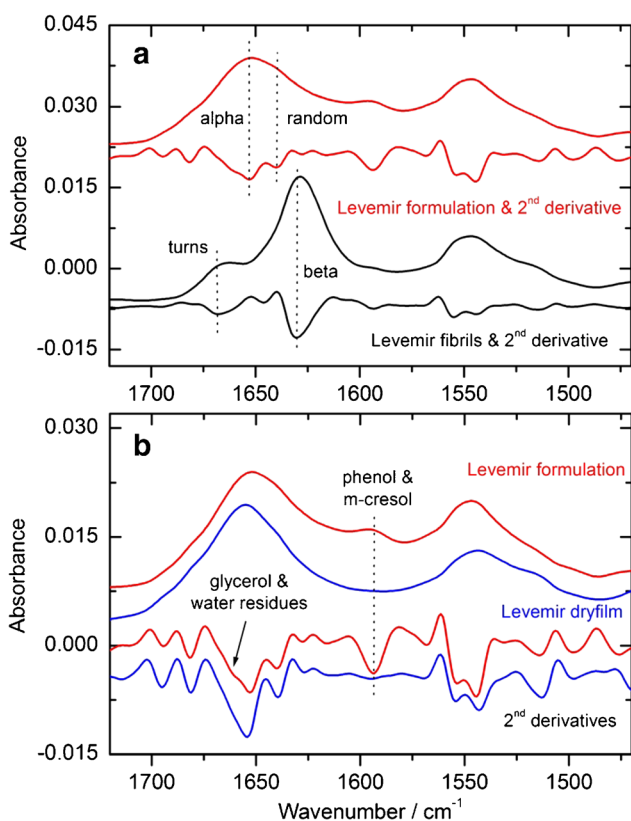 a
0.045
0.030
0.015
0.000
-0.015
Absorbance
alpha
random
Levemir formulation & 2nd derivative
turns
beta
Levemir fibrils & 2nd derivative
1700 1650 1600 1550 1500
b
0.030
0.015
0.000
-0.015
Absorbance
Levemir formulation
phenol &
m-cresol
glycerol &
water residues
Levemir dryfilm
2nd derivatives
1700 1650 1600 1550 1500
Wavenumber / cm-1